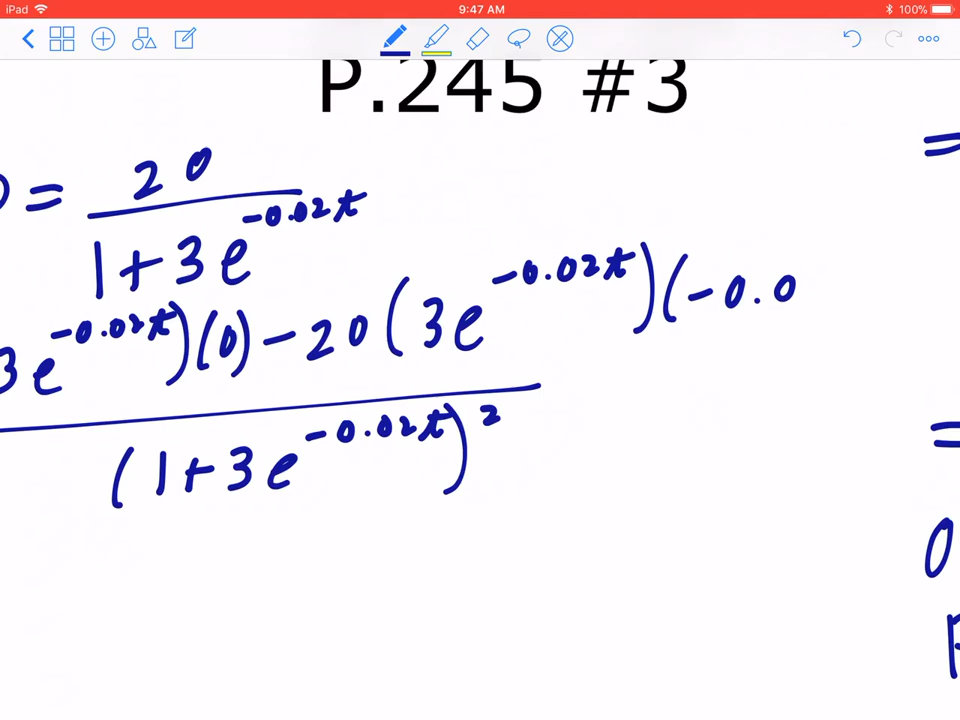 iPad 9:47 AM 100%
P.245 #3
= 20 / 1+3e^-0.02t
3e^-0.02t)(0) - 20(3e^-0.02t)(-0.0
(1+3e^-0.02t)^2
=
=
0